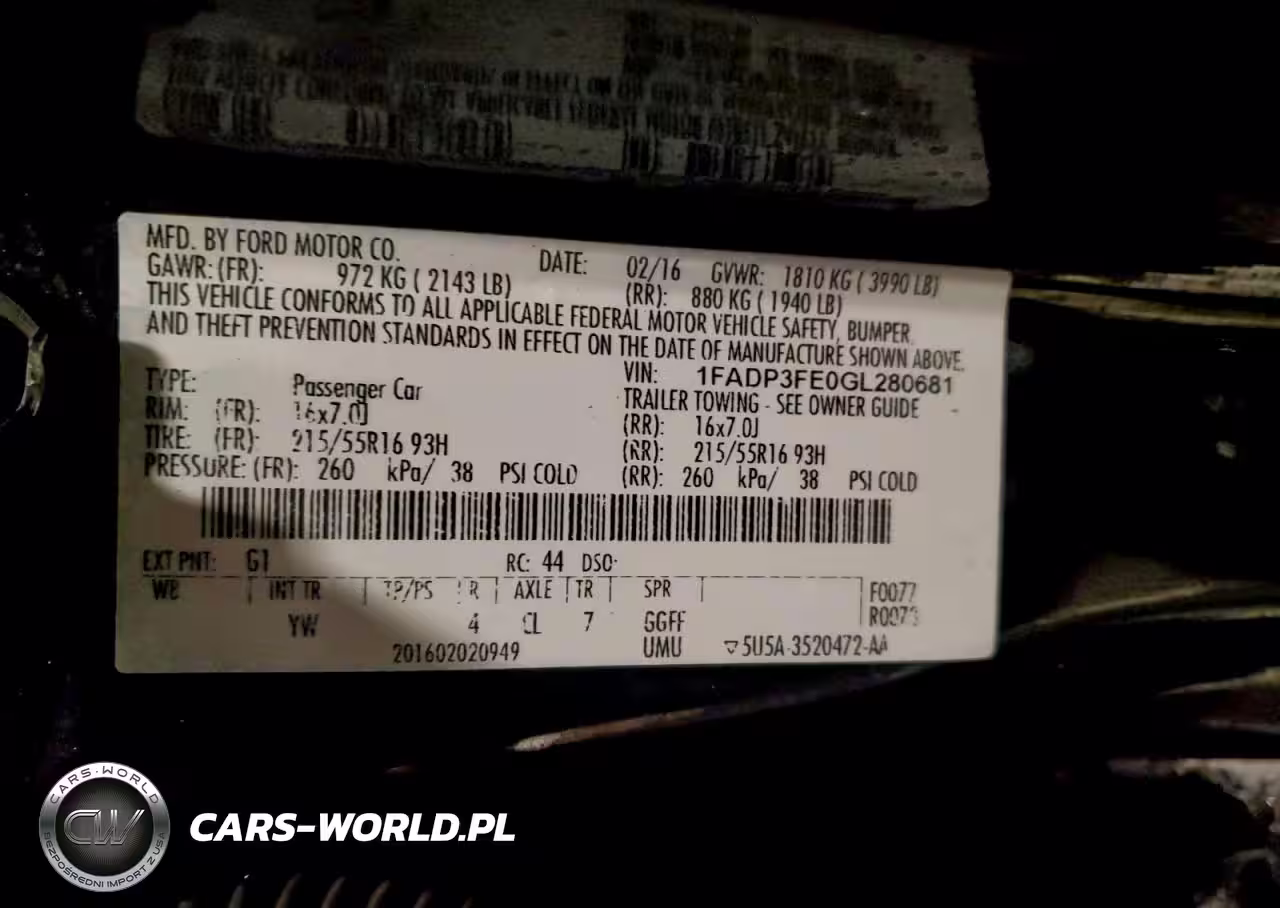 MFD. BY FORD MOTOR CO.
DATE: 02/16 GVWR: 1810 KG ( 3990 LB)
GAWR: (FR): 972 KG ( 2143 LB) (RR): 880 KG ( 1940 LB)
THIS VEHICLE CONFORMS TO ALL APPLICABLE FEDERAL MOTOR VEHICLE SAFETY, BUMPER,
AND THEFT PREVENTION STANDARDS IN EFFECT ON THE DATE OF MANUFACTURE SHOWN ABOVE.
VIN: 1FADP3FE0GL280681
TYPE: Passenger Car TRAILER TOWING - SEE OWNER GUIDE
RIM: (FR): 16x7.0J (RR): 16x7.0J
TIRE: (FR): 215/55R16 93H (RR): 215/55R16 93H
PRESSURE: (FR): 260 kPa/ 38 PSI COLD (RR): 260 kPa/ 38 PSI COLD
EXT PNT: G1 RC: 44 DSO:
WB INT TR TP/PS R AXLE TR SPR F0077
YW 4 CL 7 GGFF
201602020949 UMU 5U5A-3520472-AA
CARS-WORLD
CW
BEZPOŚREDNI IMPORT Z USA
CARS-WORLD.PL